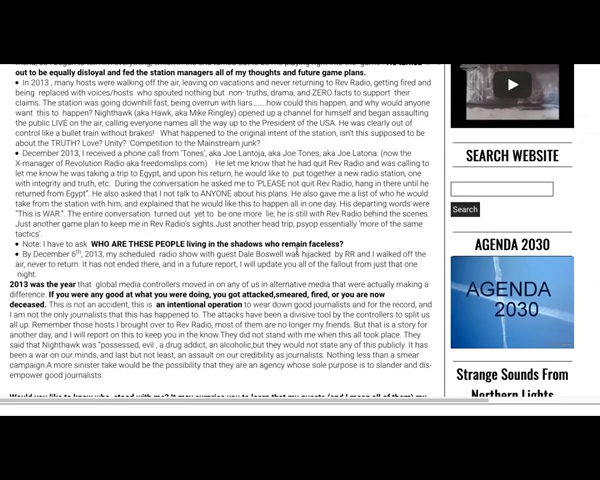 out to be equally disloyal and fed the station managers all of my thoughts and future game plans.
• In 2013 , many hosts were walking off the air, leaving on vacations and never returning to Rev Radio, getting fired and
being replaced with voices/hosts who spouted nothing but non- truths, drama, and ZERO facts to support their
claims. The station was going downhill fast, being overrun with liars.......how could this happen, and why would anyone
want this to happen? Nighthawk (aka Hawk, aka Mike Ringley) opened up a channel for himself and began assaulting
the public LIVE on the air, calling everyone names all the way up to the President of the USA. He was clearly out of
control like a bullet train without brakes! What happened to the original intent of the station, isn't this supposed to be
about the TRUTH? Love? Unity? Competition to the Mainstream junk?
• December 2013, I received a phone call from 'Tones', aka Joe Lantoja, aka Joe Tones, aka Joe Latona. (now the
X-manager of Revolution Radio aka freedomslips.com) He let me know that he had quit Rev Radio and was calling to
let me know he was taking a trip to Egypt, and upon his return, he would like to put together a new radio station, one
with integrity and truth, etc. During the conversation he asked me to 'PLEASE not quit Rev Radio, hang in there until he
returned from Egypt". He also asked that I not talk to ANYONE about his plans. He also gave me a list of who he would
take from the station with him, and explained that he would like this to happen all in one day. His departing words were
"This is WAR.". The entire conversation turned out yet to be one more lie; he is still with Rev Radio behind the scenes.
Just another game plan to keep me in Rev Radio's sights.Just another head trip, psyop essentially 'more of the same
tactics'.
• Note: I have to ask WHO ARE THESE PEOPLE living in the shadows who remain faceless?
• By December 6th, 2013, my scheduled radio show with guest Dale Boswell was hijacked by RR and I walked off the
air, never to return. It has not ended there, and in a future report, I will update you all of the fallout from just that one
night.
2013 was the year that global media controllers moved in on any of us in alternative media that were actually making a
difference. If you were any good at what you were doing, you got attacked,smeared, fired, or you are now
deceased. This is not an accident, this is an intentional operation to wear down good journalists and for the record, and
I am not the only journalists that this has happened to. The attacks have been a divisive tool by the controllers to split us
all up. Remember those hosts I brought over to Rev Radio, most of them are no longer my friends. But that is a story for
another day, and I will report on this to keep you in the know.They did not stand with me when this all took place. They
said that Nighthawk was "possessed, evil , a drug addict, an alcoholic,but they would not state any of this publicly. It has
been a war on our minds, and last but not least, an assault on our credibility as journalists. Nothing less than a smear
campaign.A more sinister take would be the possibility that they are an agency whose sole purpose is to slander and dis-
empower good journalists.
SEARCH WEBSITE
Search
AGENDA 2030
AGENDA
2030
Strange Sounds From
Northern Lights